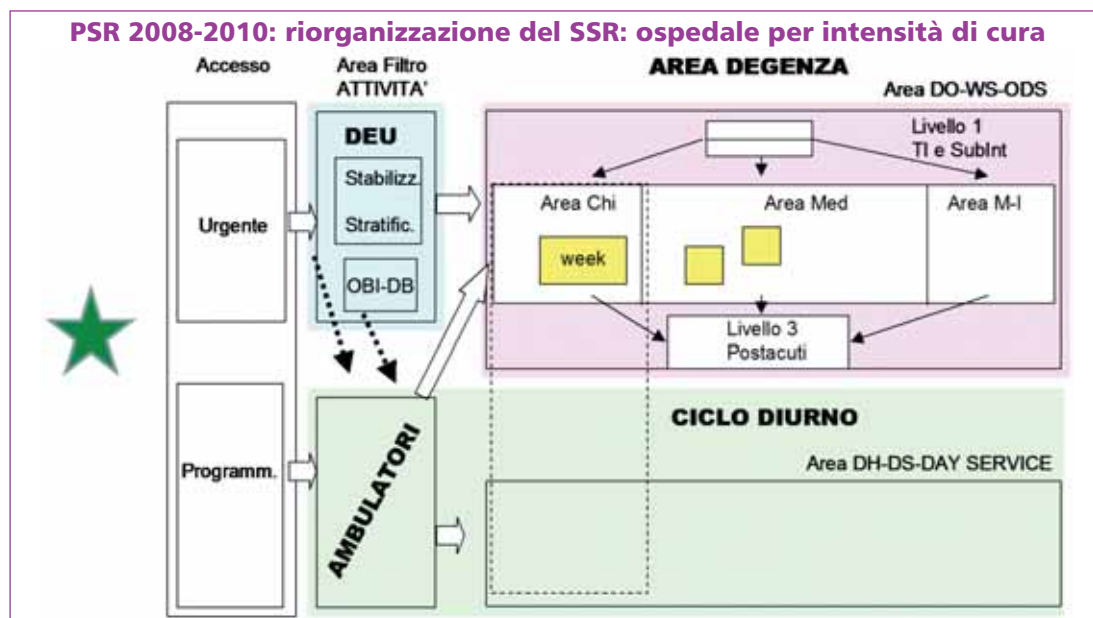 PSR 2008-2010: riorganizzazione del SSR: ospedale per intensità di cura
Accesso
Area Filtro
ATTIVITA'
AREA DEGENZA
Area DO-WS-ODS
Urgente
DEU
Stabilizz.
Stratific.
OBI-DB
Livello 1
TI e SubInt
Area Chi
Area Med
Area M-I
week
Livello 3
Postacuti
Programm.
AMBULATORI
CICLO DIURNO
Area DH-DS-DAY SERVICE